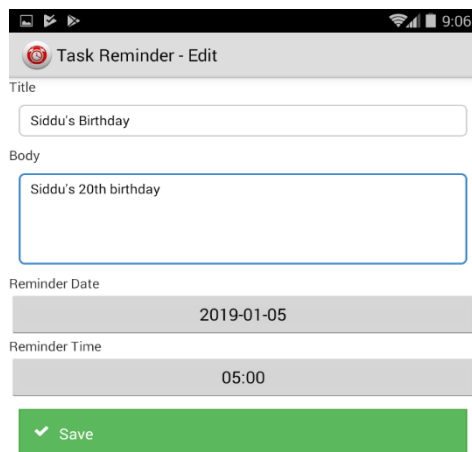 9:06
Task Reminder - Edit
Title
Siddu's Birthday
Body
Siddu's 20th birthday
Reminder Date
2019-01-05
Reminder Time
05:00
Save